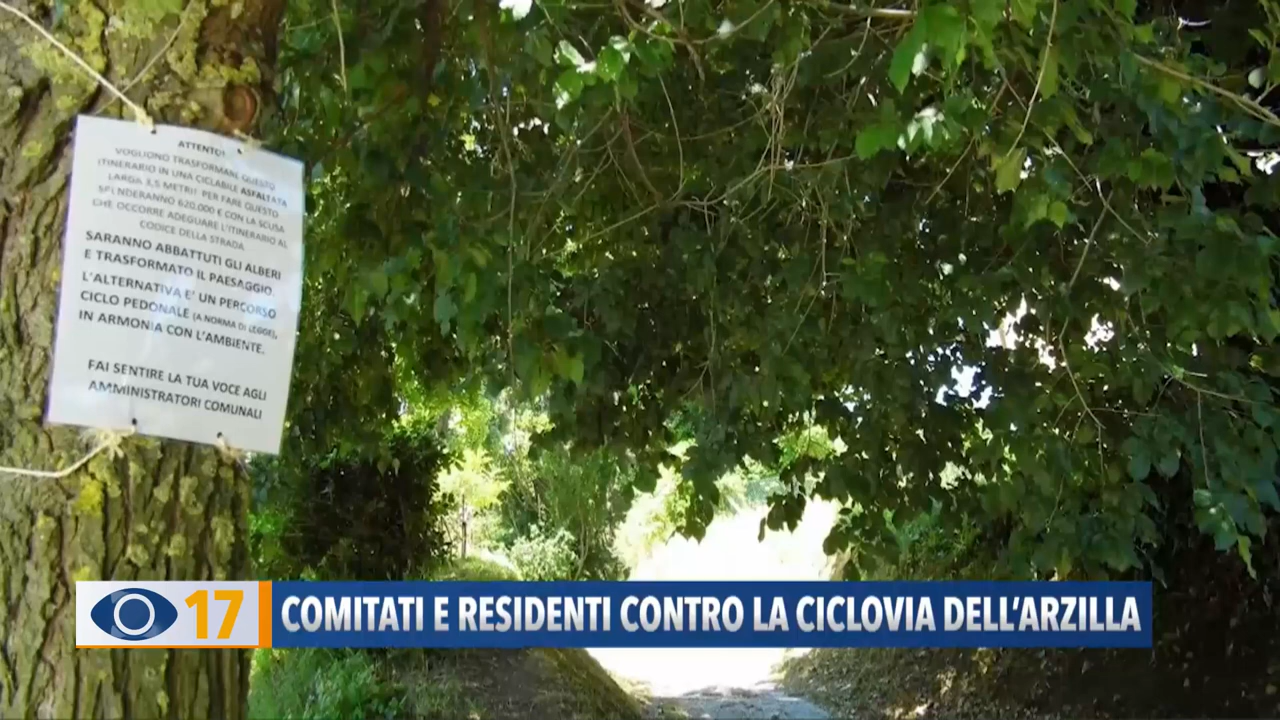 ATTENTO!
VOGLIONO TRASFORMARE QUESTO
ITINERARIO IN UNA CICLABILE ASFALTATA
LARGA 3,5 METRI! PER FARE QUESTO
SPENDERANNO 620.000 € CON LA SCUSA
CHE OCCORRE ADEGUARE L'ITINERARIO AL
CODICE DELLA STRADA.
SARANNO ABBATTUTI GLI ALBERI
E TRASFORMATO IL PAESAGGIO.
L'ALTERNATIVA E' UN PERCORSO
CICLO PEDONALE (A NORMA DI LEGGE),
IN ARMONIA CON L'AMBIENTE.
FAI SENTIRE LA TUA VOCE AGLI
AMMINISTRATORI COMUNALI
17 COMITATI E RESIDENTI CONTRO LA CICLOVIA DELL'ARZILLA